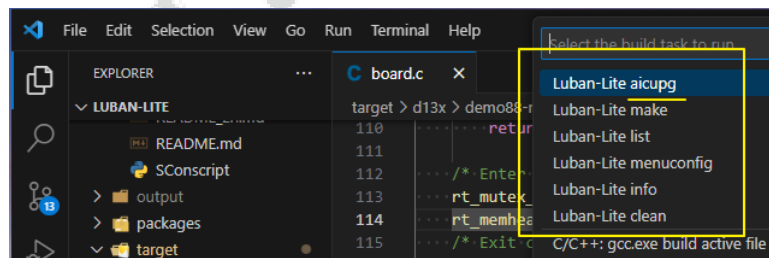 File Edit Selection View Go Run Terminal Help
Select the build task to run
EXPLORER ... C board.c ×
Luban-Lite aicupg
LUBAN-LITE
target > d13x > demo88-
Luban-Lite make
110 retur
README.md
Luban-Lite list
111
SConscript
112 /* Enter
Luban-Lite menuconfig
output
113 rt_mutex_
Luban-Lite info
packages
114 rt_memhea
Luban-Lite clean
13
target
115 /* Exit c
C/C++: gcc.exe build active file